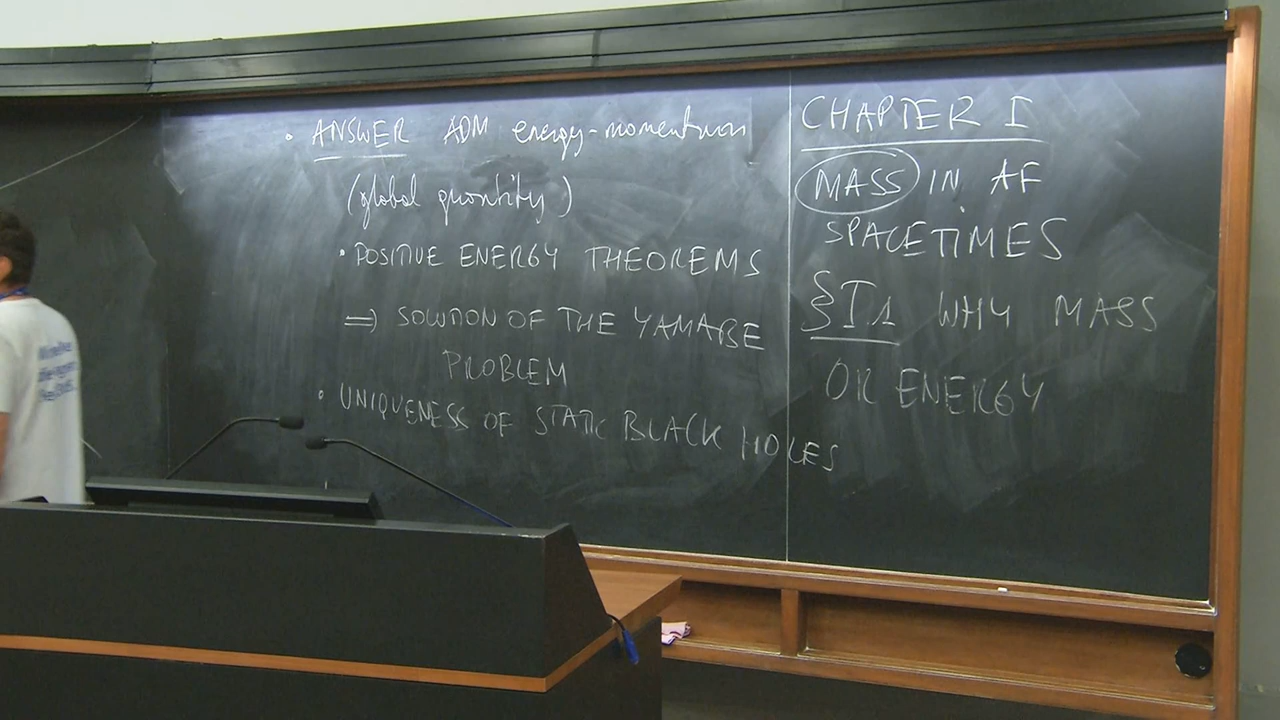 • ANSWER ADM energy-momentum
(global quantity)
• POSITIVE ENERGY THEOREMS
⇒ SOLUTION OF THE YAMABE
PROBLEM
• UNIQUENESS OF STATIC BLACK HOLES
CHAPTER I
MASS IN AF
SPACETIMES
§I1 WHY MASS
OR ENERGY